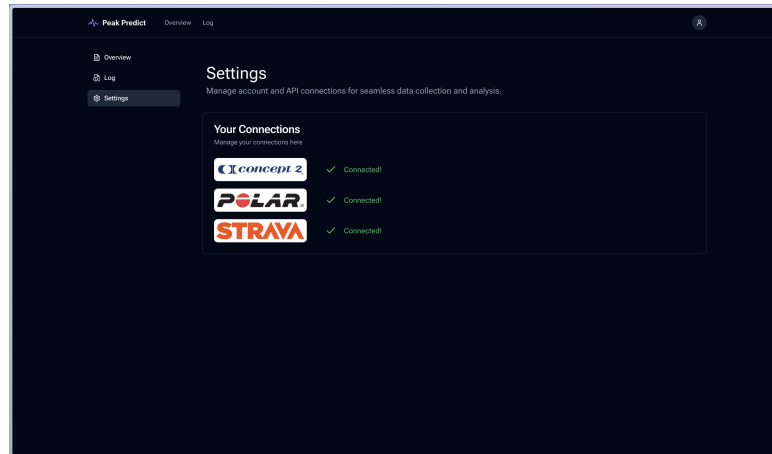 Peak Predict
Overview
Log
Overview
Log
Settings
Settings
Manage account and API connections for seamless data collection and analysis.
Your Connections
Manage your connections here
concept 2
Connected!
POLAR
Connected!
STRAVA
Connected!